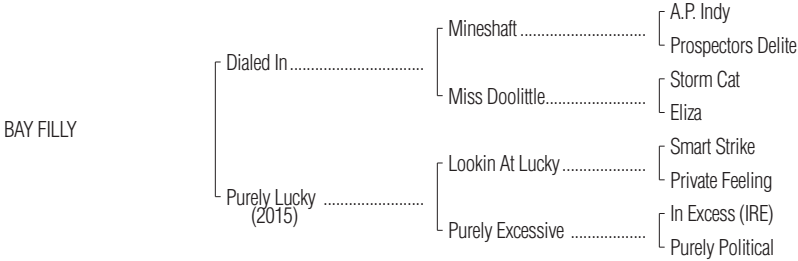 A.P. Indy
Mineshaft ..............................
Prospectors Delite
Dialed In................................
Storm Cat
Miss Doolittle........................
Eliza
BAY FILLY
Smart Strike
Lookin At Lucky....................
Private Feeling
Purely Lucky ........................
(2015)
In Excess (IRE)
Purely Excessive ..................
Purely Political